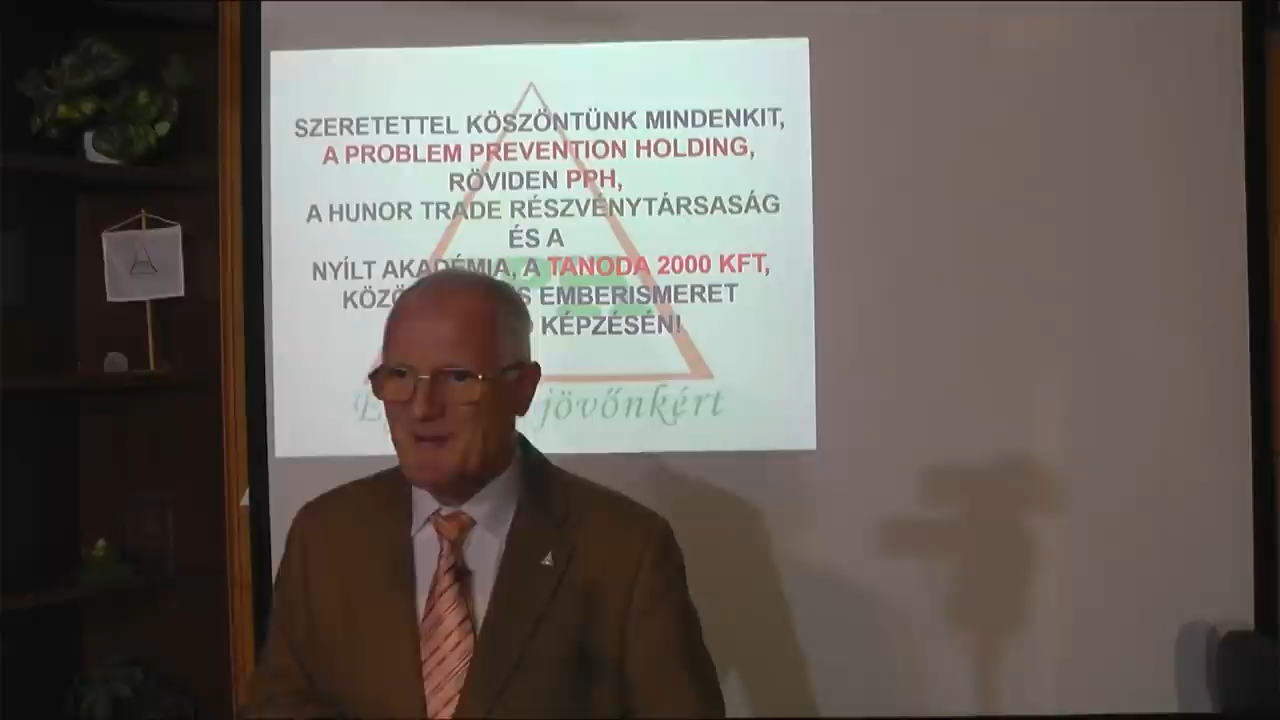 SZERETETTEL KÖSZÖNTÜNK MINDENKIT,
A PROBLEM PREVENTION HOLDING,
RÖVIDEN PPH,
A HUNOR TRADE RÉSZVÉNYTÁRSASÁG
ÉS A
NYÍLT AKADÉMIA, A TANODA 2000 KFT,
EMBERISMERET
KÉPZÉSÉN!
jövőnkért